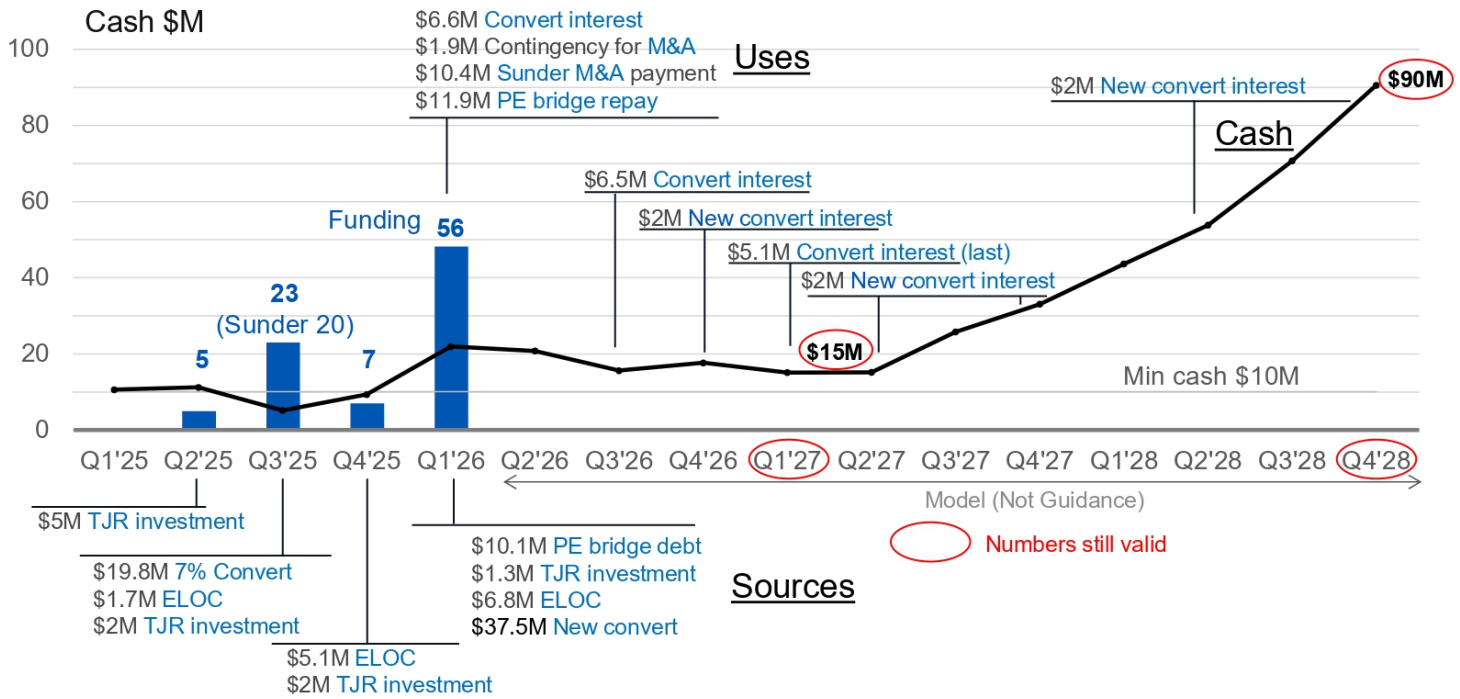 Cash $M
$6.6M Convert interest
$1.9M Contingency for M&A
$10.4M Sunder M&A payment
$11.9M PE bridge repay
Uses
100
80
60
40
20
0
$2M New convert interest
$90M
Cash
$6.5M Convert interest
$2M New convert interest
$5.1M Convert interest (last)
$2M New convert interest
Funding
56
23
(Sunder 20)
5
7
$15M
Min cash $10M
Q1'25 Q2'25 Q3'25 Q4'25 Q1'26 Q2'26 Q3'26 Q4'26 Q1'27 Q2'27 Q3'27 Q4'27 Q1'28 Q2'28 Q3'28 Q4'28
Model (Not Guidance)
Numbers still valid
$5M TJR investment
$19.8M 7% Convert
$1.7M ELOC
$2M TJR investment
$5.1M ELOC
$2M TJR investment
$10.1M PE bridge debt
$1.3M TJR investment
$6.8M ELOC
$37.5M New convert
Sources